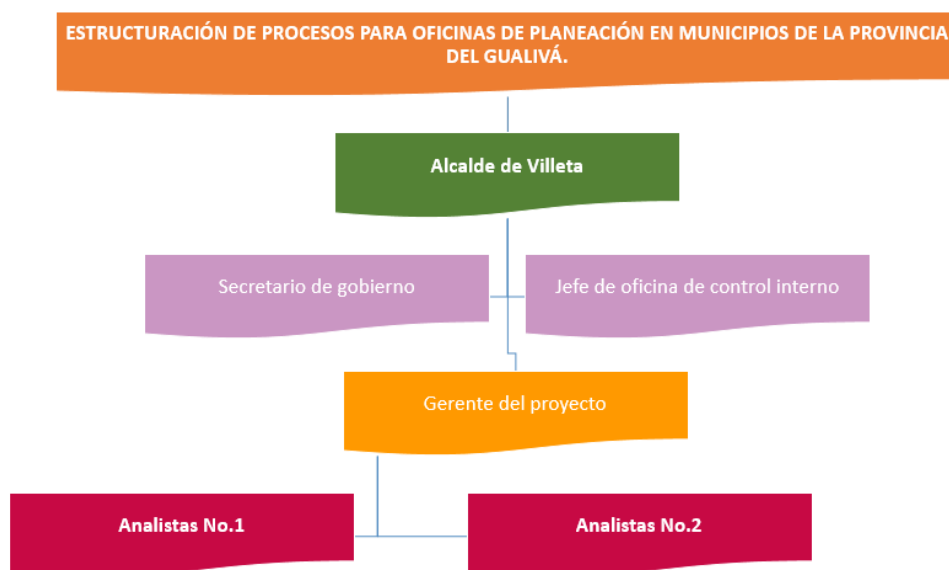 ESTRUCTURACIÓN DE PROCESOS PARA OFICINAS DE PLANEACIÓN EN MUNICIPIOS DE LA PROVINCIA
DEL GUALIVÁ.
Alcalde de Villeta
Secretario de gobierno
Jefe de oficina de control interno
Gerente del proyecto
Analistas No.1
Analistas No.2